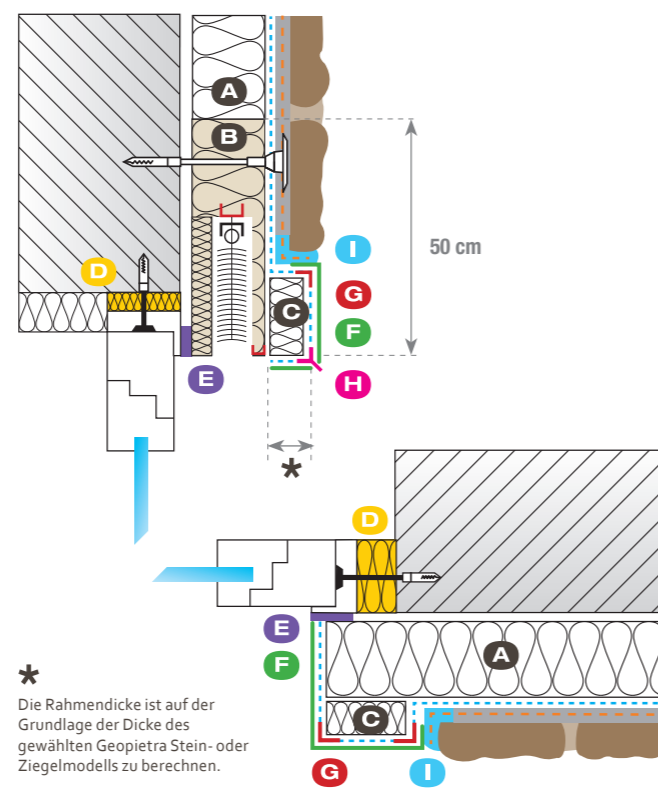 A
B
50 cm
I
D
G
C
F
E
H
*
D
E
F
A
C
*
Die Rahmendicke ist auf der
Grundlage der Dicke des
gewählten Geopietra Stein- oder
Ziegelmodells zu berechnen.
G
I